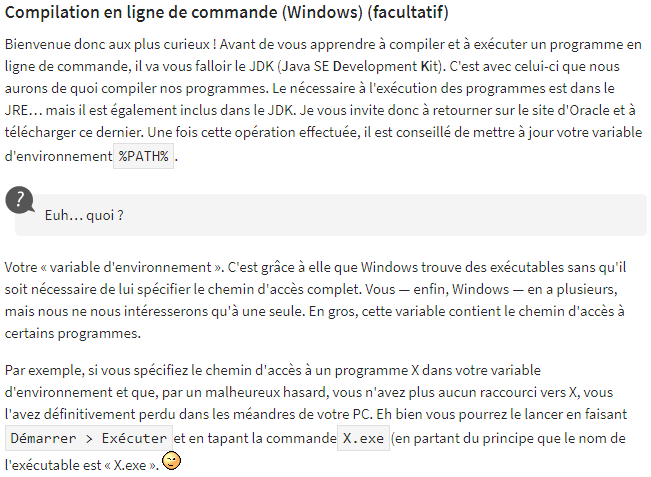 Compilation en ligne de commande (Windows) (facultatif)
Bienvenue donc aux plus curieux ! Avant de vous apprendre à compiler et à exécuter un programme en
ligne de commande, il va vous falloir le JDK (Java SE Development Kit). C'est avec celui-ci que nous
aurons de quoi compiler nos programmes. Le nécessaire à l'exécution des programmes est dans le
JRE… mais il est également inclus dans le JDK. Je vous invite donc à retourner sur le site d'Oracle et à
télécharger ce dernier. Une fois cette opération effectuée, il est conseillé de mettre à jour votre variable
d'environnement %PATH% .
?
Euh… quoi ?
Votre « variable d'environnement ». C'est grâce à elle que Windows trouve des exécutables sans qu'il
soit nécessaire de lui spécifier le chemin d'accès complet. Vous — enfin, Windows — en a plusieurs,
mais nous ne nous intéresserons qu'à une seule. En gros, cette variable contient le chemin d'accès à
certains programmes.
Par exemple, si vous spécifiez le chemin d'accès à un programme X dans votre variable
d'environnement et que, par un malheureux hasard, vous n'avez plus aucun raccourci vers X, vous
l'avez définitivement perdu dans les méandres de votre PC. Eh bien vous pourrez le lancer en faisant
Démarrer > Exécuter et en tapant la commande X.exe (en partant du principe que le nom de
l'exécutable est « X.exe ».